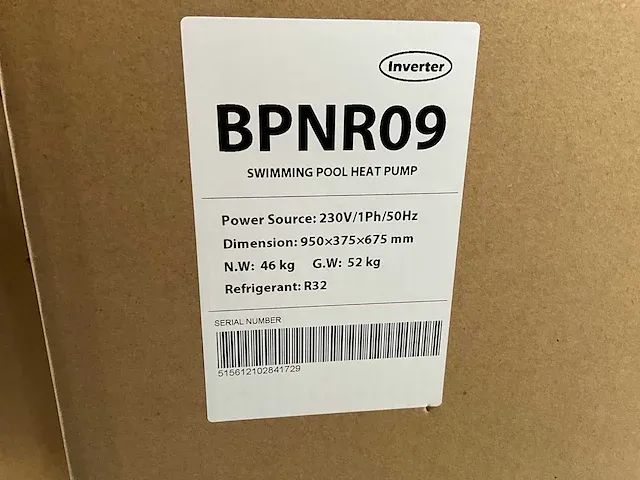 Inverter
BPNR09
SWIMMING POOL HEAT PUMP
Power Source: 230V/1Ph/50Hz
Dimension: 950×375×675 mm
N.W: 46 kg G.W: 52 kg
Refrigerant: R32
SERIAL NUMBER
515612102841729